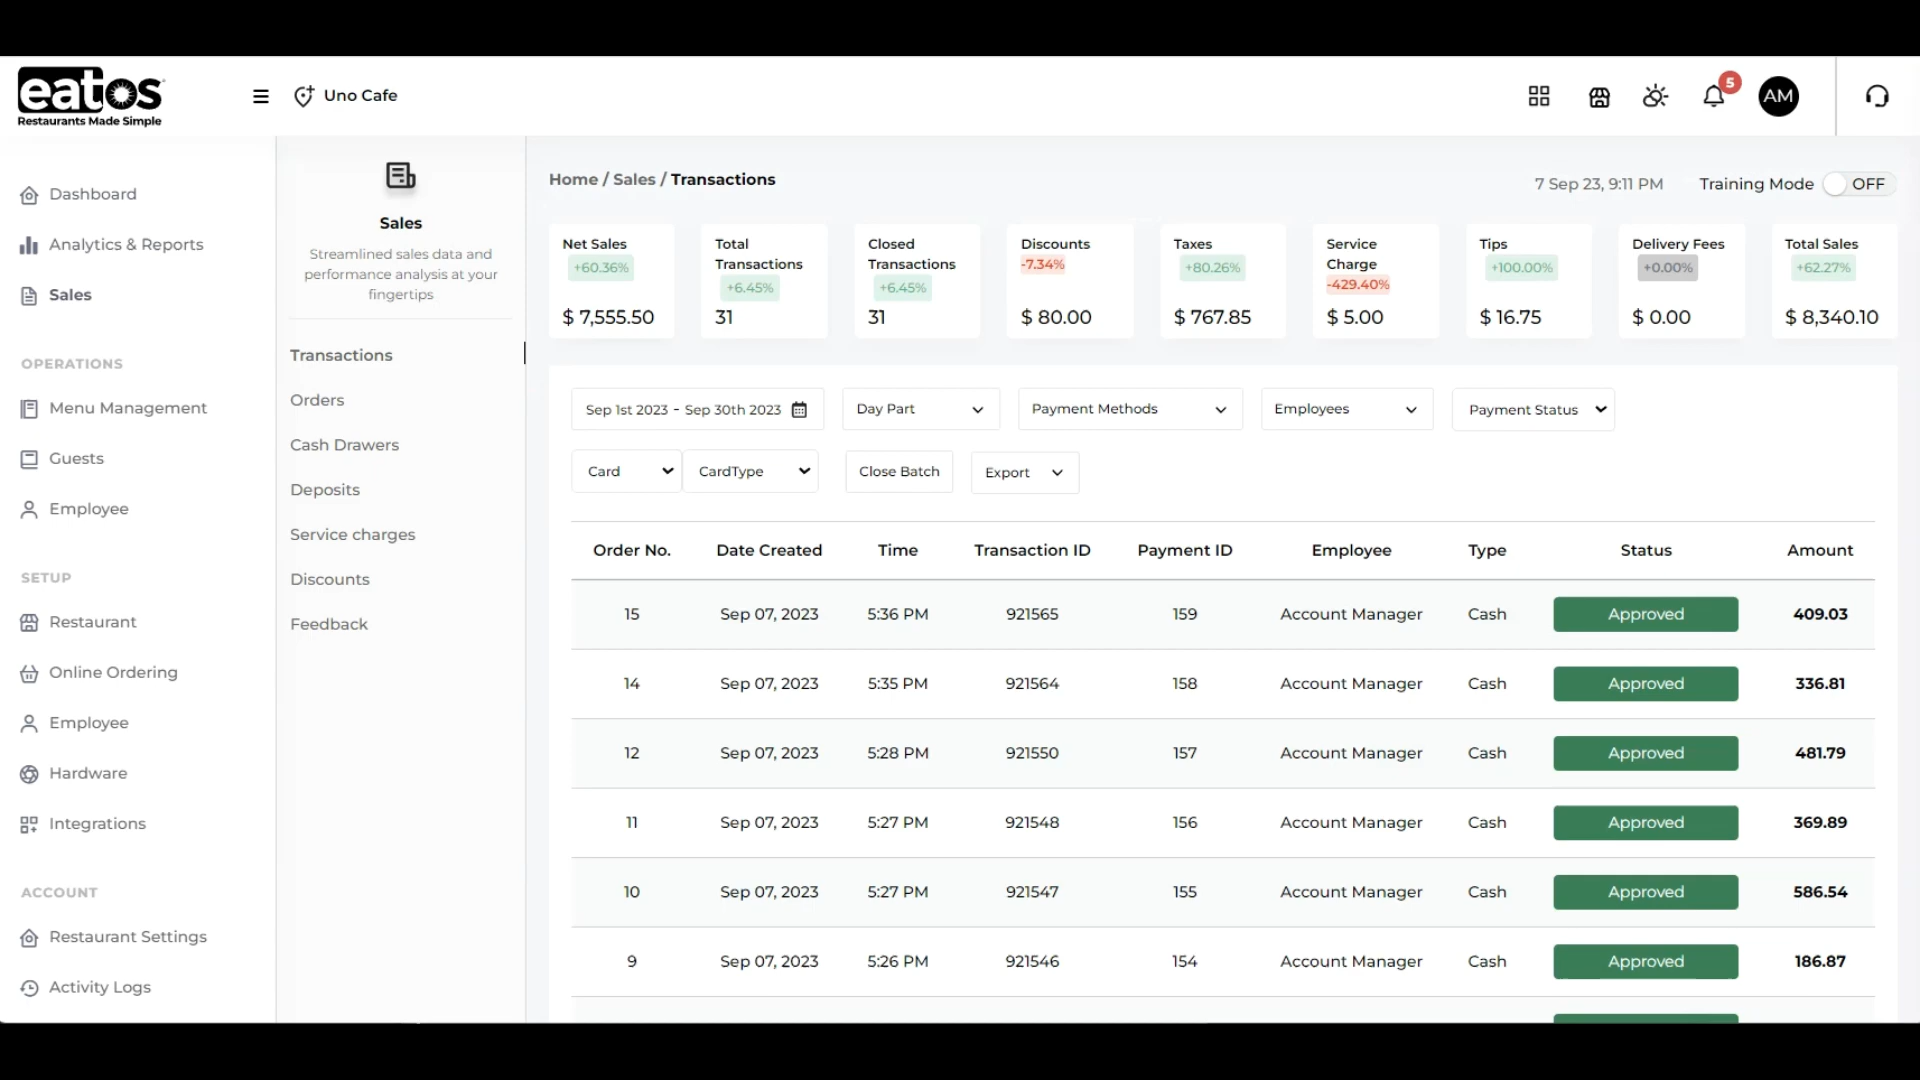 eatos
Restaurants Made Simple
Uno Cafe
5
AM
Dashboard
Analytics & Reports
Sales
OPERATIONS
Menu Management
Guests
Employee
SETUP
Restaurant
Online Ordering
Employee
Hardware
Integrations
ACCOUNT
Restaurant Settings
Activity Logs
Sales
Streamlined sales data and
performance analysis at your
fingertips
Transactions
Orders
Cash Drawers
Deposits
Service charges
Discounts
Feedback
Home / Sales / Transactions
7 Sep 23, 9:11 PM
Training Mode OFF
Net Sales
+60.36%
$ 7,555.50
Total
Transactions
+6.45%
31
Closed
Transactions
+6.45%
31
Discounts
-7.34%
$ 80.00
Taxes
+80.26%
$ 767.85
Service
Charge
-429.40%
$ 5.00
Tips
+100.00%
$ 16.75
Delivery Fees
+0.00%
$ 0.00
Total Sales
+62.27%
$ 8,340.10
Sep 1st 2023 - Sep 30th 2023
Day Part
Payment Methods
Employees
Payment Status
Card
CardType
Close Batch
Export
Order No. Date Created Time Transaction ID Payment ID Employee Type Status Amount
15 Sep 07, 2023 5:36 PM 921565 159 Account Manager Cash Approved 409.03
14 Sep 07, 2023 5:35 PM 921564 158 Account Manager Cash Approved 336.81
12 Sep 07, 2023 5:28 PM 921550 157 Account Manager Cash Approved 481.79
11 Sep 07, 2023 5:27 PM 921548 156 Account Manager Cash Approved 369.89
10 Sep 07, 2023 5:27 PM 921547 155 Account Manager Cash Approved 586.54
9 Sep 07, 2023 5:26 PM 921546 154 Account Manager Cash Approved 186.87